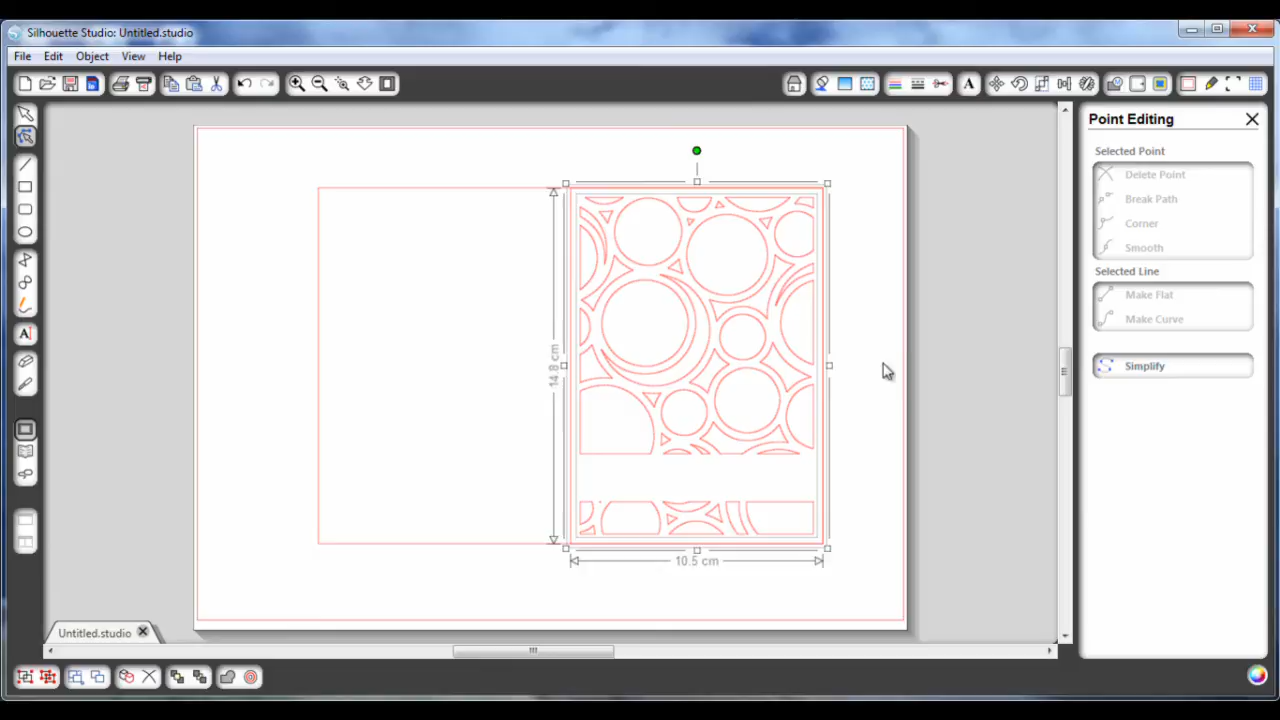 Silhouette Studio: Untitled.studio
File Edit Object View Help
Point Editing
Selected Point
Delete Point
Break Path
Corner
Smooth
Selected Line
Make Flat
Make Curve
Simplify
14.8 cm
10.5 cm
Untitled.studio